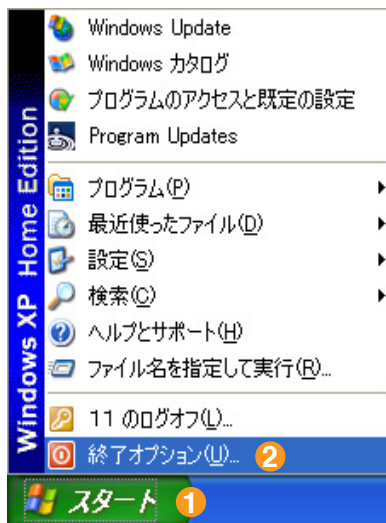 Windows Update
Windows カタログ
プログラムのアクセスと既定の設定
Program Updates
プログラム(P)
最近使ったファイル(D)
設定(S)
検索(C)
ヘルプとサポート(H)
ファイル名を指定して実行(R)...
11 のログオフ(L)...
終了オプション(U)... 2
スタート 1
Windows XP Home Edition